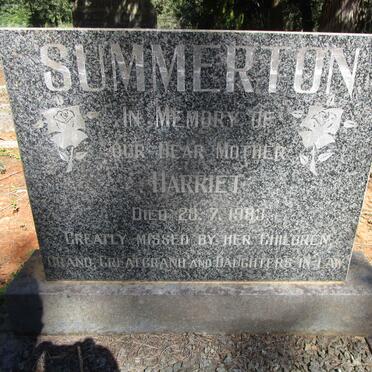 SUMMERTON
IN MEMORY OF
OUR DEAR MOTHER
HARRIET
DIED 20. 7. 1983
GREATLY MISSED BY HER CHILDREN
GRAND, GREATGRAND AND DAUGHTERS IN LAW